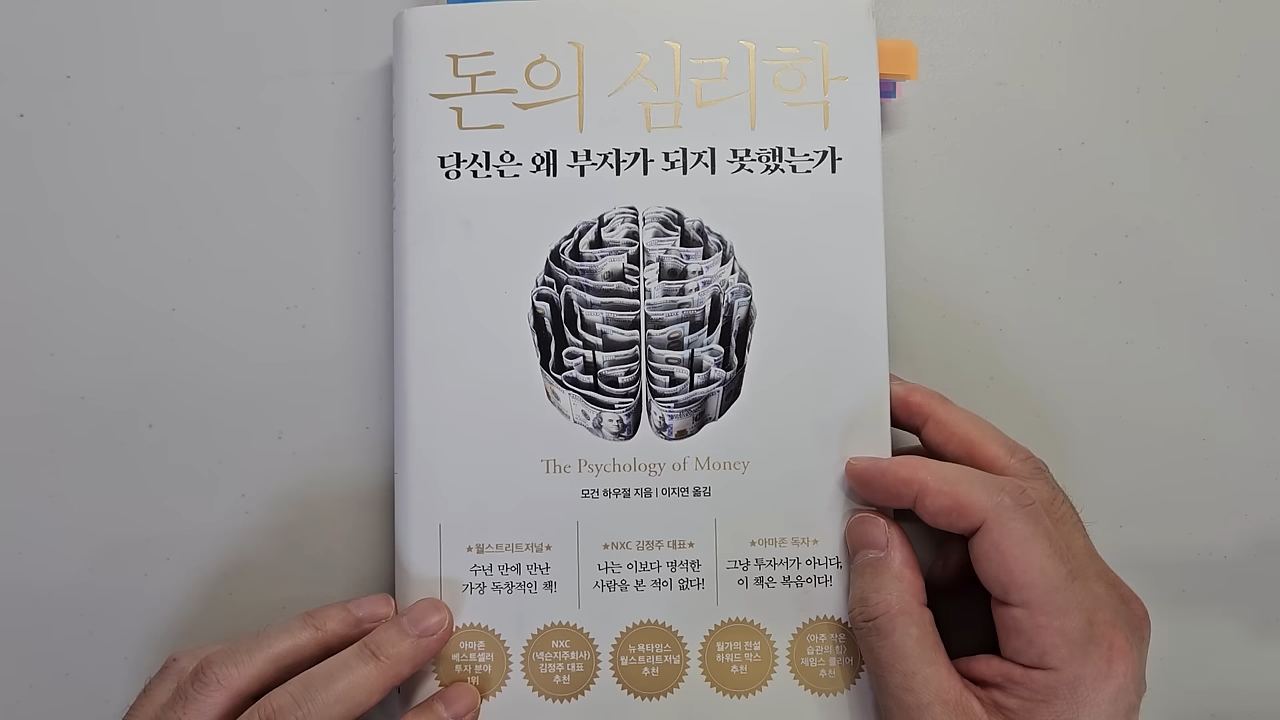 돈의 심리학
당신은 왜 부자가 되지 못했는가
The Psychology of Money
모건 하우절 지음 | 이지연 옮김
★월스트리트저널★
수년 만에 만난
가장 독창적인 책!
★NXC 김정주 대표★
나는 이보다 명석한
사람을 본 적이 없다!
★아마존 독자★
그냥 투자서가 아니다,
이 책은 복음이다!
아마존
베스트셀러
투자 분야
1위
NXC
(넥슨지주회사)
김정주 대표
추천
뉴욕타임스
월스트리트저널
추천
월가의 전설
하워드 막스
추천
〈아주 작은
습관의 힘〉
제임스 클리어
추천